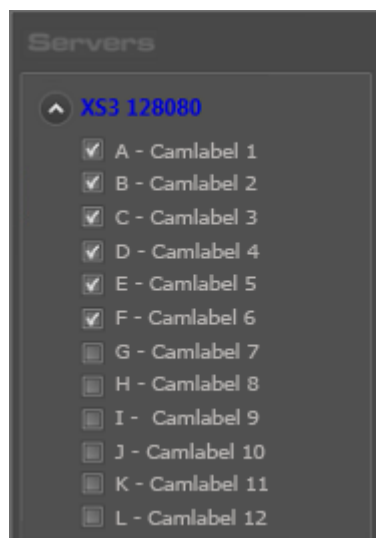 Servers
XS3 128080
A - Camlabel 1
B - Camlabel 2
C - Camlabel 3
D - Camlabel 4
E - Camlabel 5
F - Camlabel 6
G - Camlabel 7
H - Camlabel 8
I -  Camlabel 9
J - Camlabel 10
K - Camlabel 11
L - Camlabel 12